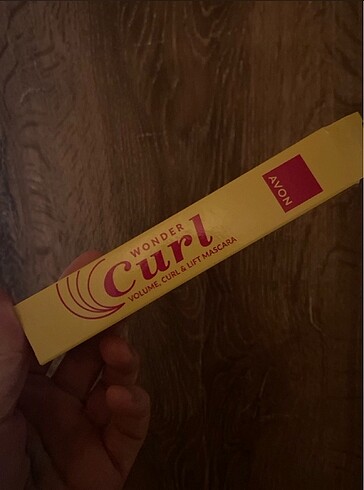 WONDER
Curl
VOLUME, CURL & LIFT MASCARA
AVON